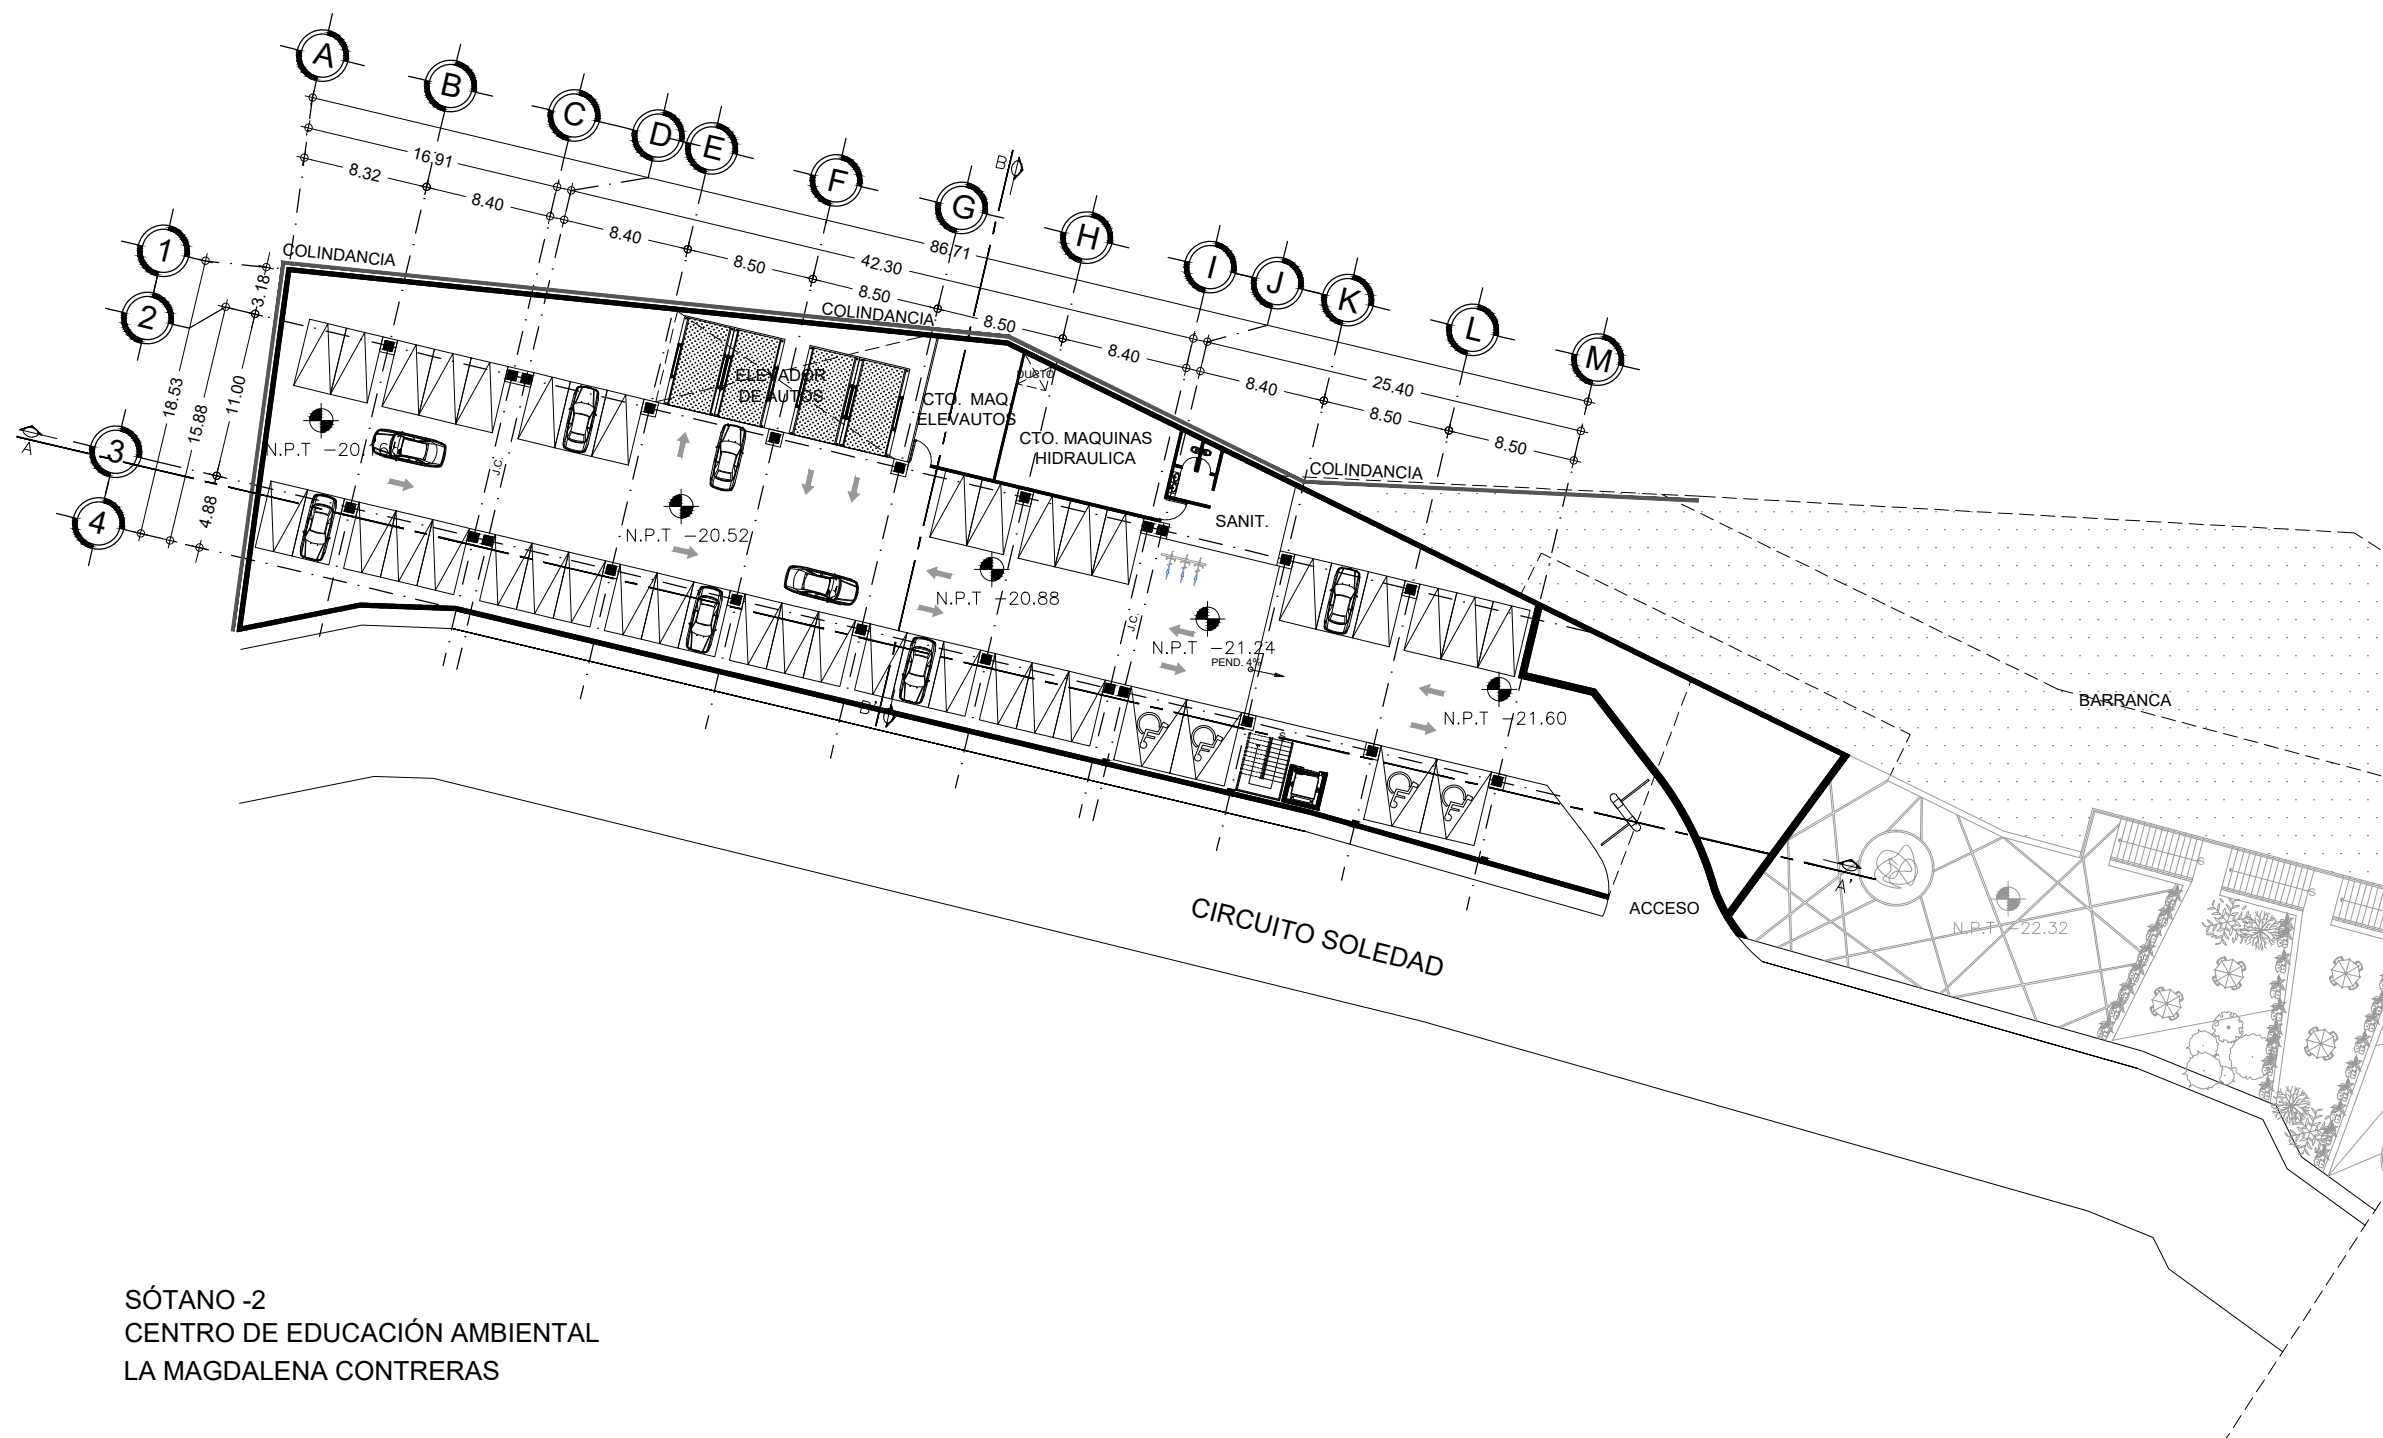 A
B
C
D
E
F
G
H
I
J
K
L
M
1
2
3
4
86.71
16.91
42.30
25.40
8.32
8.40
8.40
8.50
8.50
8.50
8.40
8.40
8.50
8.50
3.18
11.00
4.88
15.88
18.53
B
B'
A
A'
COLINDANCIA
COLINDANCIA
COLINDANCIA
ELEVADOR
DE AUTOS
CTO. MAQ.
ELEVAUTOS
DUCTO
CTO. MAQUINAS
HIDRAULICA
SANIT.
J.C.
J.C.
N.P.T -20.52
N.P.T -20.88
N.P.T -21.24
PEND. 4%
N.P.T -21.60
N.P.T -22.32
S
S
S
BARRANCA
ACCESO
CIRCUITO SOLEDAD
SÓTANO -2
CENTRO DE EDUCACIÓN AMBIENTAL
LA MAGDALENA CONTRERAS